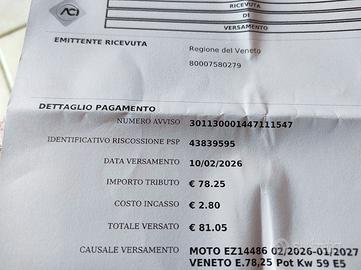 ACI
RICEVUTA
DI
VERSAMENTO
EMITTENTE RICEVUTA
Regione del Veneto
80007580279
DETTAGLIO PAGAMENTO
NUMERO AVVISO 301130001447111547
IDENTIFICATIVO RISCOSSIONE PSP 43839595
DATA VERSAMENTO 10/02/2026
IMPORTO TRIBUTO € 78.25
COSTO INCASSO € 2.80
TOTALE VERSATO € 81.05
CAUSALE VERSAMENTO MOTO EZ14486 02/2026-01/2027
VENETO E.78,25 Pot Kw 59 E5